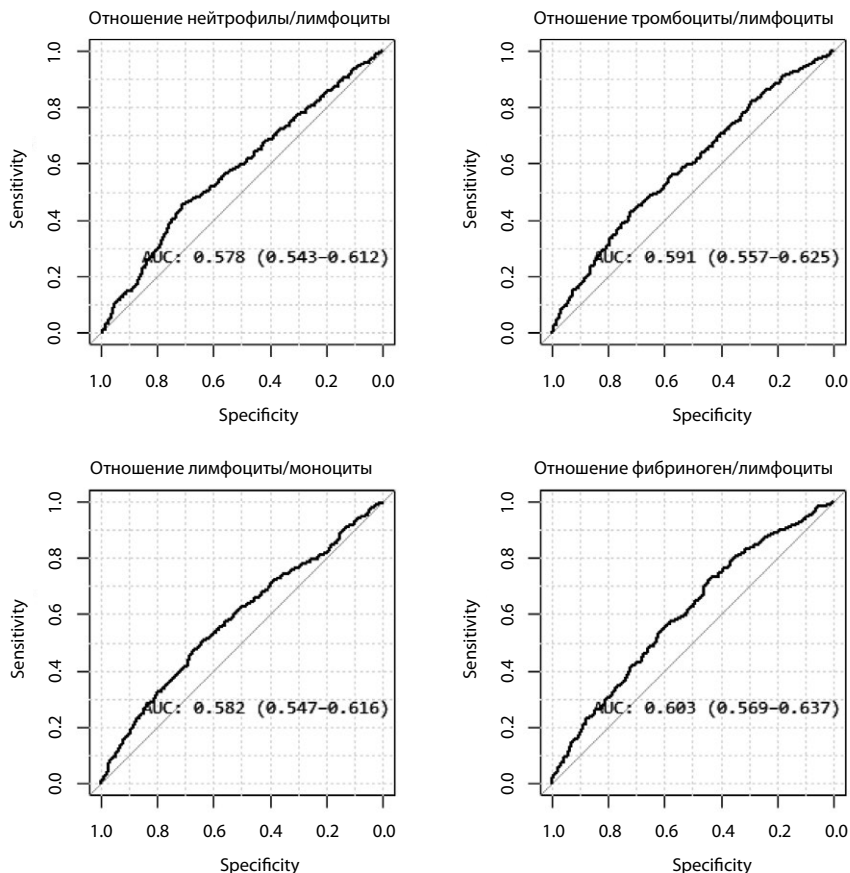 Отношение нейтрофилы/лимфоциты
Sensitivity
1.0
0.8
0.6
0.4
0.2
0.0
AUC: 0.578 (0.543–0.612)
1.0 0.8 0.6 0.4 0.2 0.0
Specificity
Отношение тромбоциты/лимфоциты
Sensitivity
1.0
0.8
0.6
0.4
0.2
0.0
AUC: 0.591 (0.557–0.625)
1.0 0.8 0.6 0.4 0.2 0.0
Specificity
Отношение лимфоциты/моноциты
Sensitivity
1.0
0.8
0.6
0.4
0.2
0.0
AUC: 0.582 (0.547–0.616)
1.0 0.8 0.6 0.4 0.2 0.0
Specificity
Отношение фибриноген/лимфоциты
Sensitivity
1.0
0.8
0.6
0.4
0.2
0.0
AUC: 0.603 (0.569–0.637)
1.0 0.8 0.6 0.4 0.2 0.0
Specificity